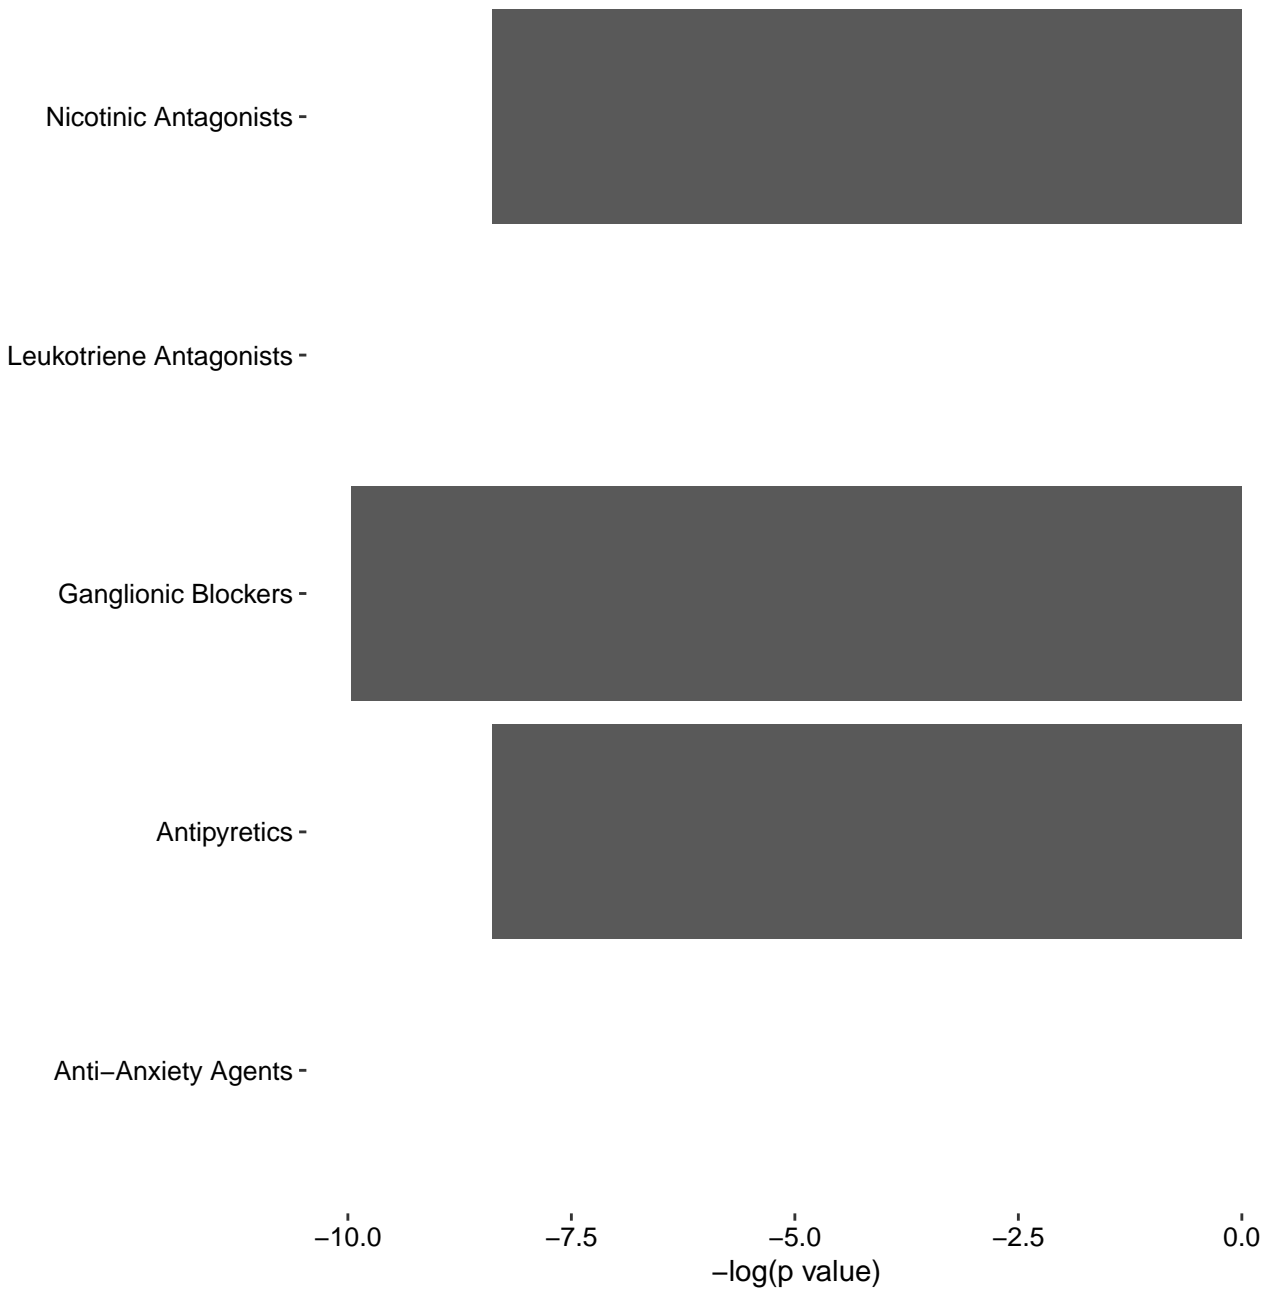 Nicotinic Antagonists
Leukotriene Antagonists
Ganglionic Blockers
Antipyretics
Anti−Anxiety Agents
−10.0 −7.5 −5.0 −2.5 0.0
−log(p value)